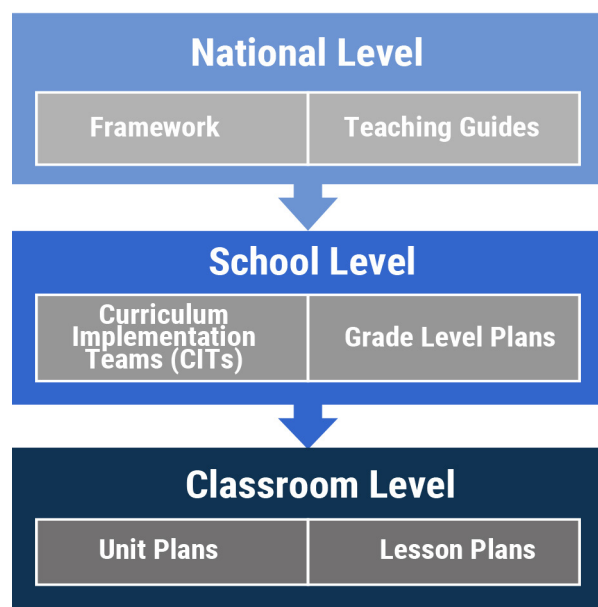 National Level
Framework
Teaching Guides
School Level
Curriculum
Implementation
Teams (CITs)
Grade Level Plans
Classroom Level
Unit Plans
Lesson Plans